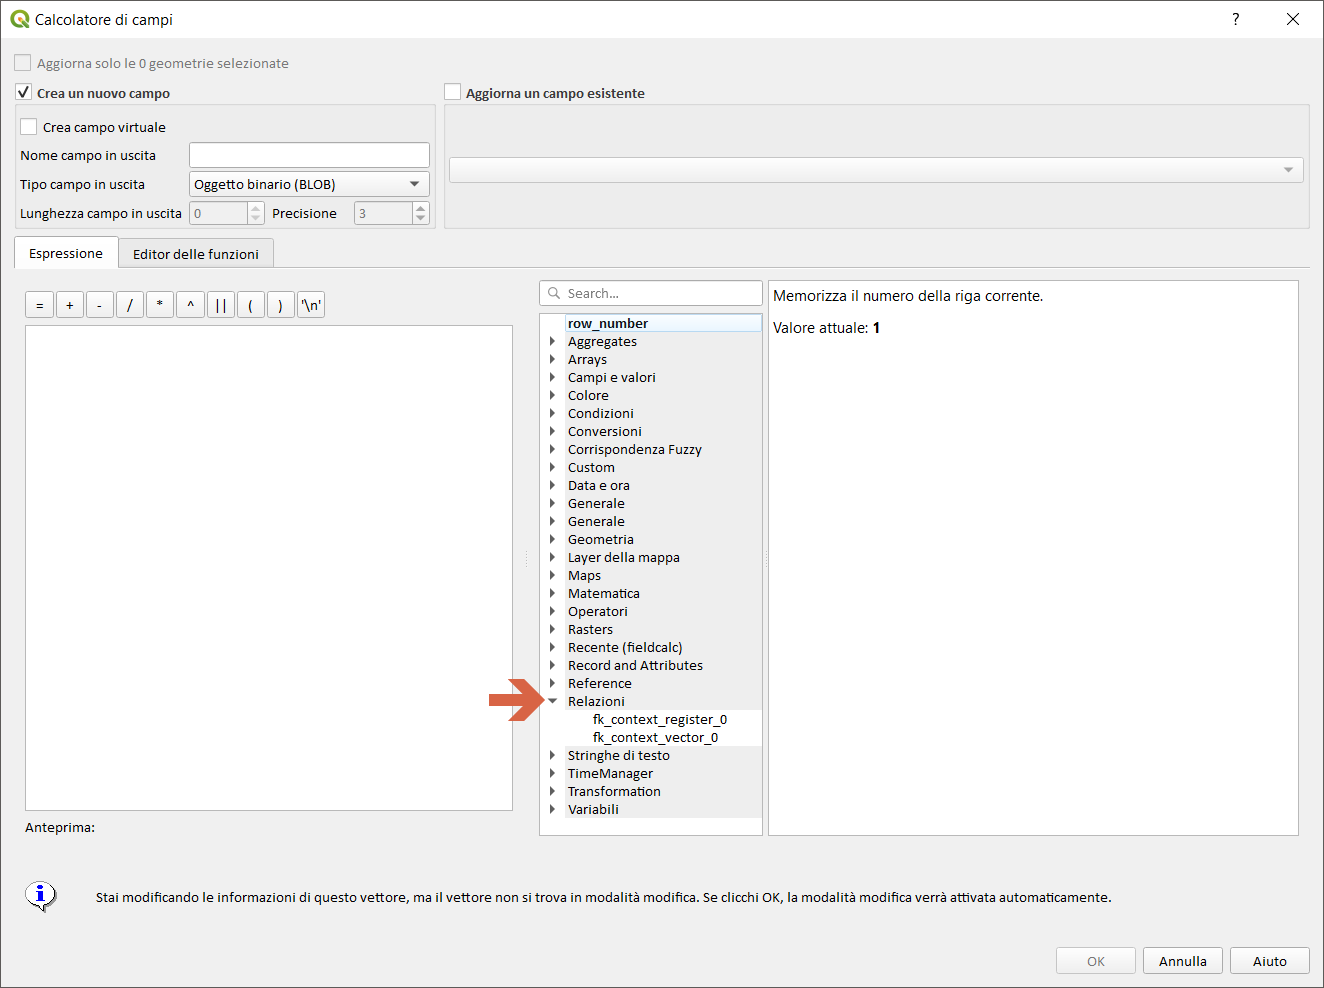 Calcolatore di campi
?
Aggiorna solo le 0 geometrie selezionate
Crea un nuovo campo
Aggiorna un campo esistente
Crea campo virtuale
Nome campo in uscita
Tipo campo in uscita
Oggetto binario (BLOB)
Lunghezza campo in uscita
0
Precisione
3
Espressione
Editor delle funzioni
= + - / * ^ || ( ) '\n'
Search...
row_number
Aggregates
Arrays
Campi e valori
Colore
Condizioni
Conversioni
Corrispondenza Fuzzy
Custom
Data e ora
Generale
Generale
Geometria
Layer della mappa
Maps
Matematica
Operatori
Rasters
Recente (fieldcalc)
Record and Attributes
Reference
Relazioni
fk_context_register_0
fk_context_vector_0
Stringhe di testo
TimeManager
Transformation
Variabili
Memorizza il numero della riga corrente.
Valore attuale: 1
Anteprima:
Stai modificando le informazioni di questo vettore, ma il vettore non si trova in modalità modifica. Se clicchi OK, la modalità modifica verrà attivata automaticamente.
OK
Annulla
Aiuto